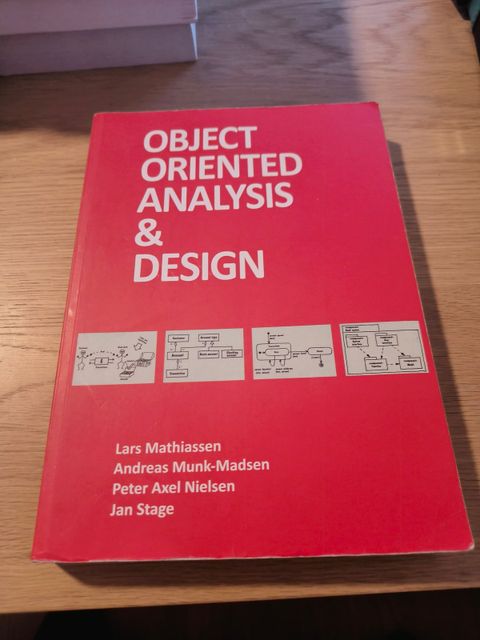 OBJECT
ORIENTED
ANALYSIS
&
DESIGN
Lars Mathiassen
Andreas Munk-Madsen
Peter Axel Nielsen
Jan Stage